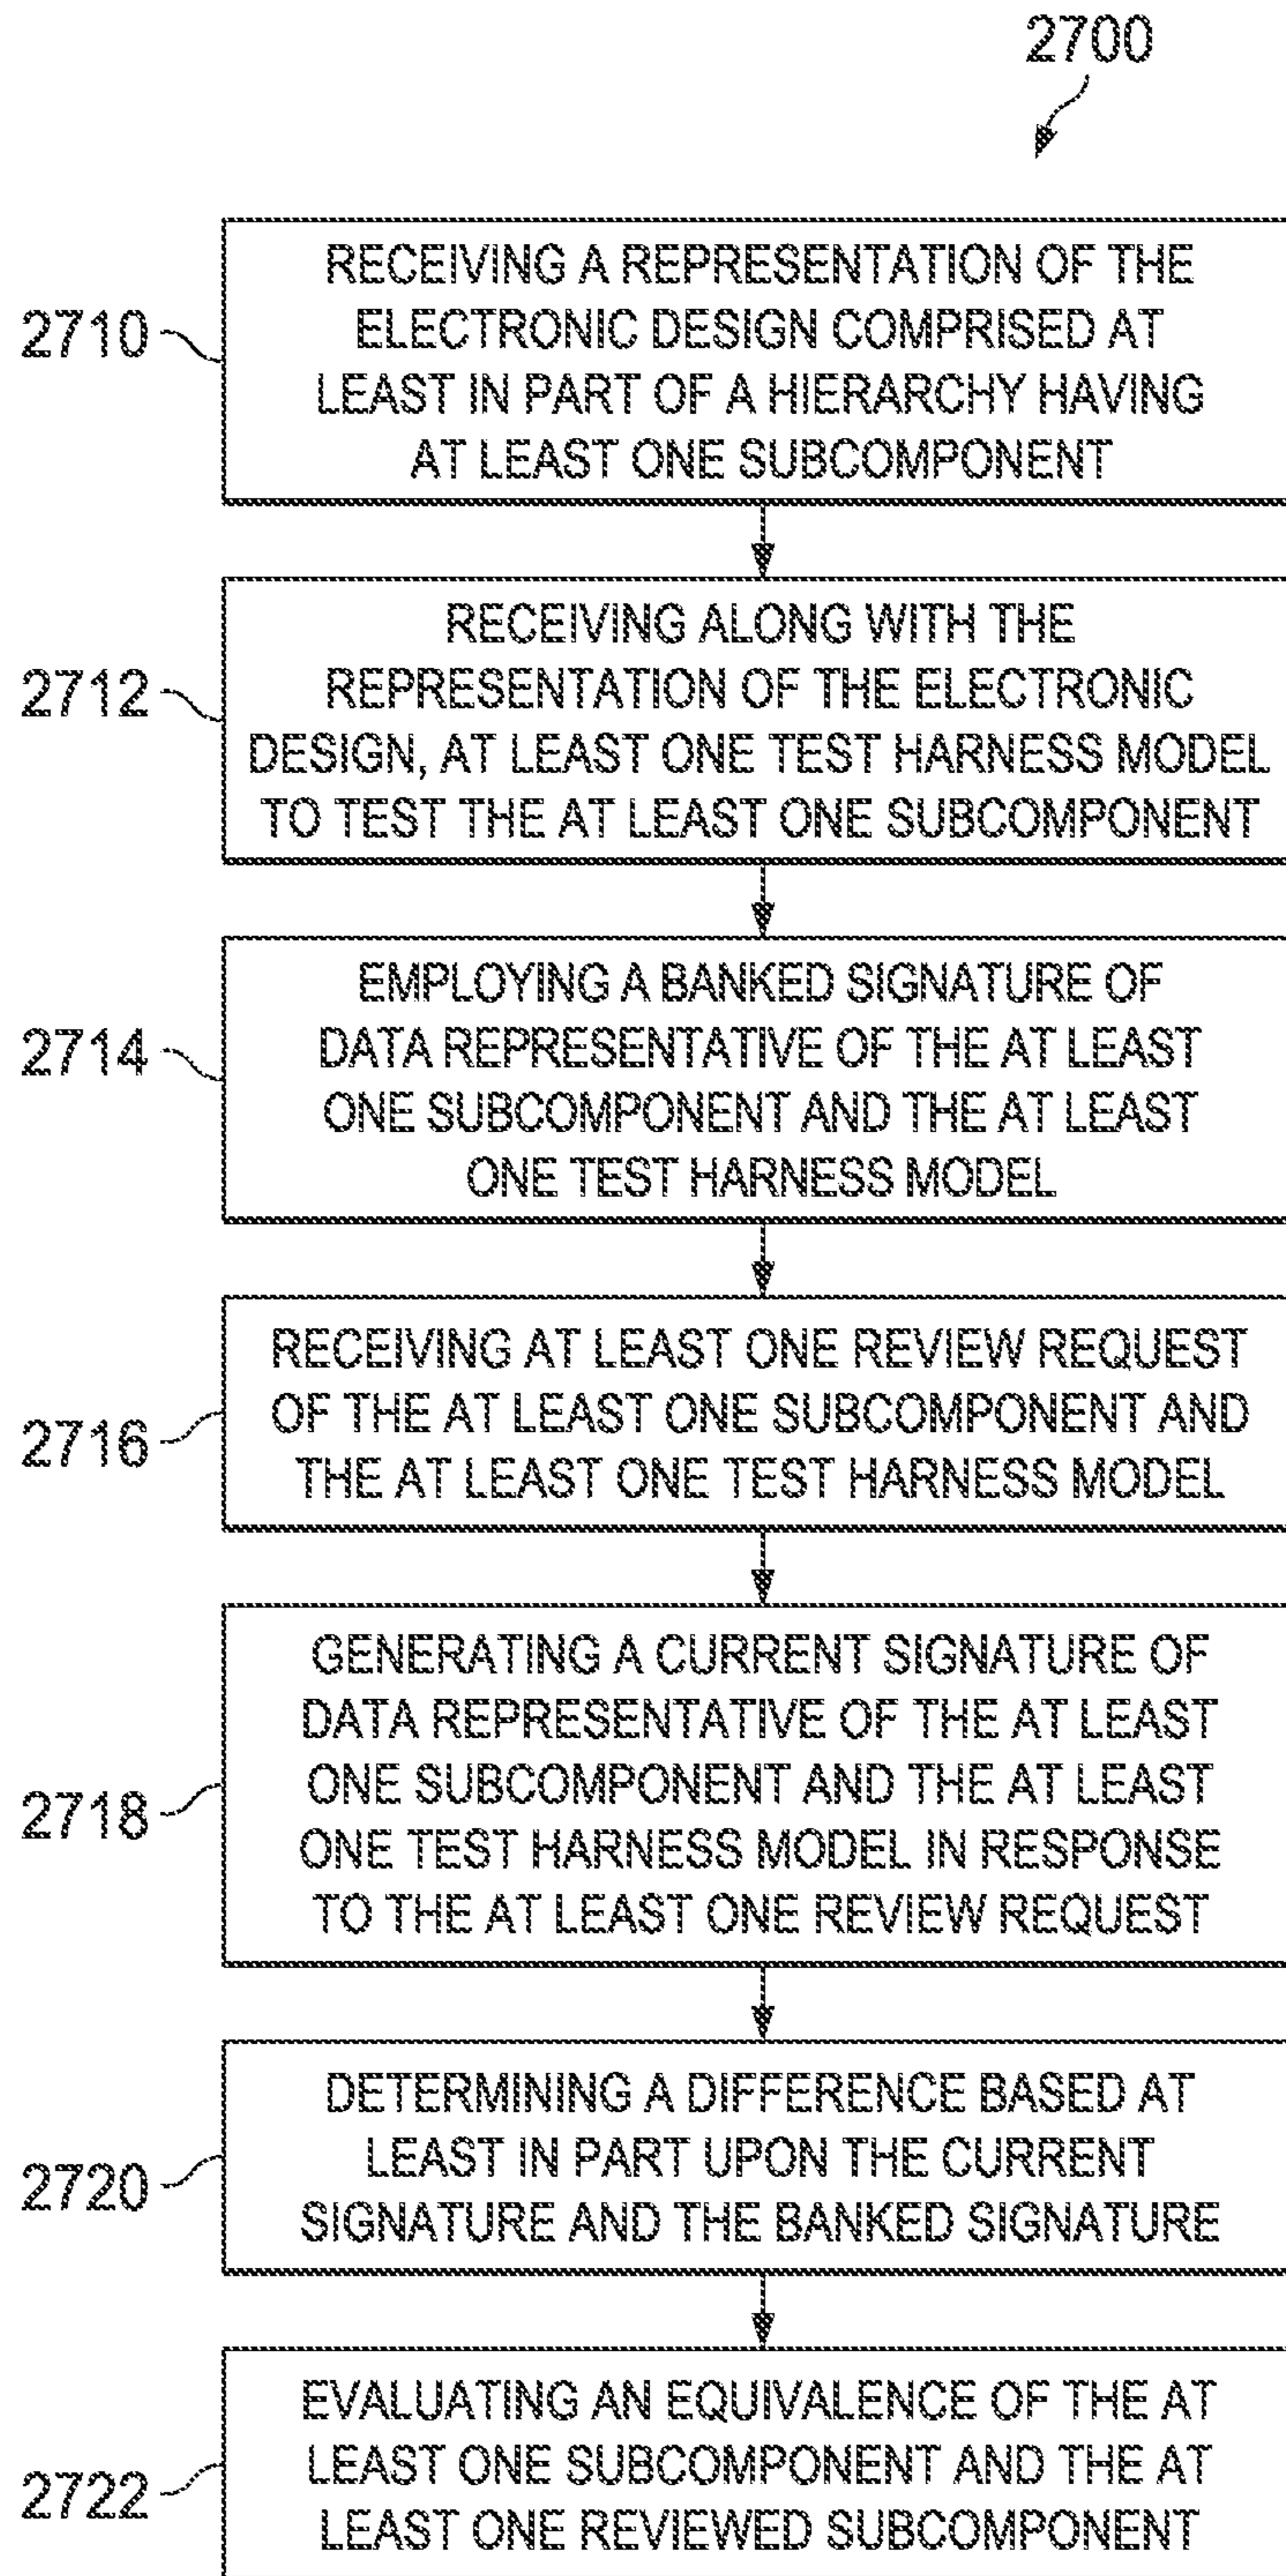 2700
RECEIVING A REPRESENTATION OF THE
ELECTRONIC DESIGN COMPRISED AT
LEAST IN PART OF A HIERARCHY HAVING
AT LEAST ONE SUBCOMPONENT
2710
RECEIVING ALONG WITH THE
REPRESENTATION OF THE ELECTRONIC
DESIGN, AT LEAST ONE TEST HARNESS MODEL
TO TEST THE AT LEAST ONE SUBCOMPONENT
2712
EMPLOYING A BANKED SIGNATURE OF
DATA REPRESENTATIVE OF THE AT LEAST
ONE SUBCOMPONENT AND THE AT LEAST
ONE TEST HARNESS MODEL
2714
RECEIVING AT LEAST ONE REVIEW REQUEST
OF THE AT LEAST ONE SUBCOMPONENT AND
THE AT LEAST ONE TEST HARNESS MODEL
2716
GENERATING A CURRENT SIGNATURE OF
DATA REPRESENTATIVE OF THE AT LEAST
ONE SUBCOMPONENT AND THE AT LEAST
ONE TEST HARNESS MODEL IN RESPONSE
TO THE AT LEAST ONE REVIEW REQUEST
2718
DETERMINING A DIFFERENCE BASED AT
LEAST IN PART UPON THE CURRENT
SIGNATURE AND THE BANKED SIGNATURE
2720
EVALUATING AN EQUIVALENCE OF THE AT
LEAST ONE SUBCOMPONENT AND THE AT
LEAST ONE REVIEWED SUBCOMPONENT
2722